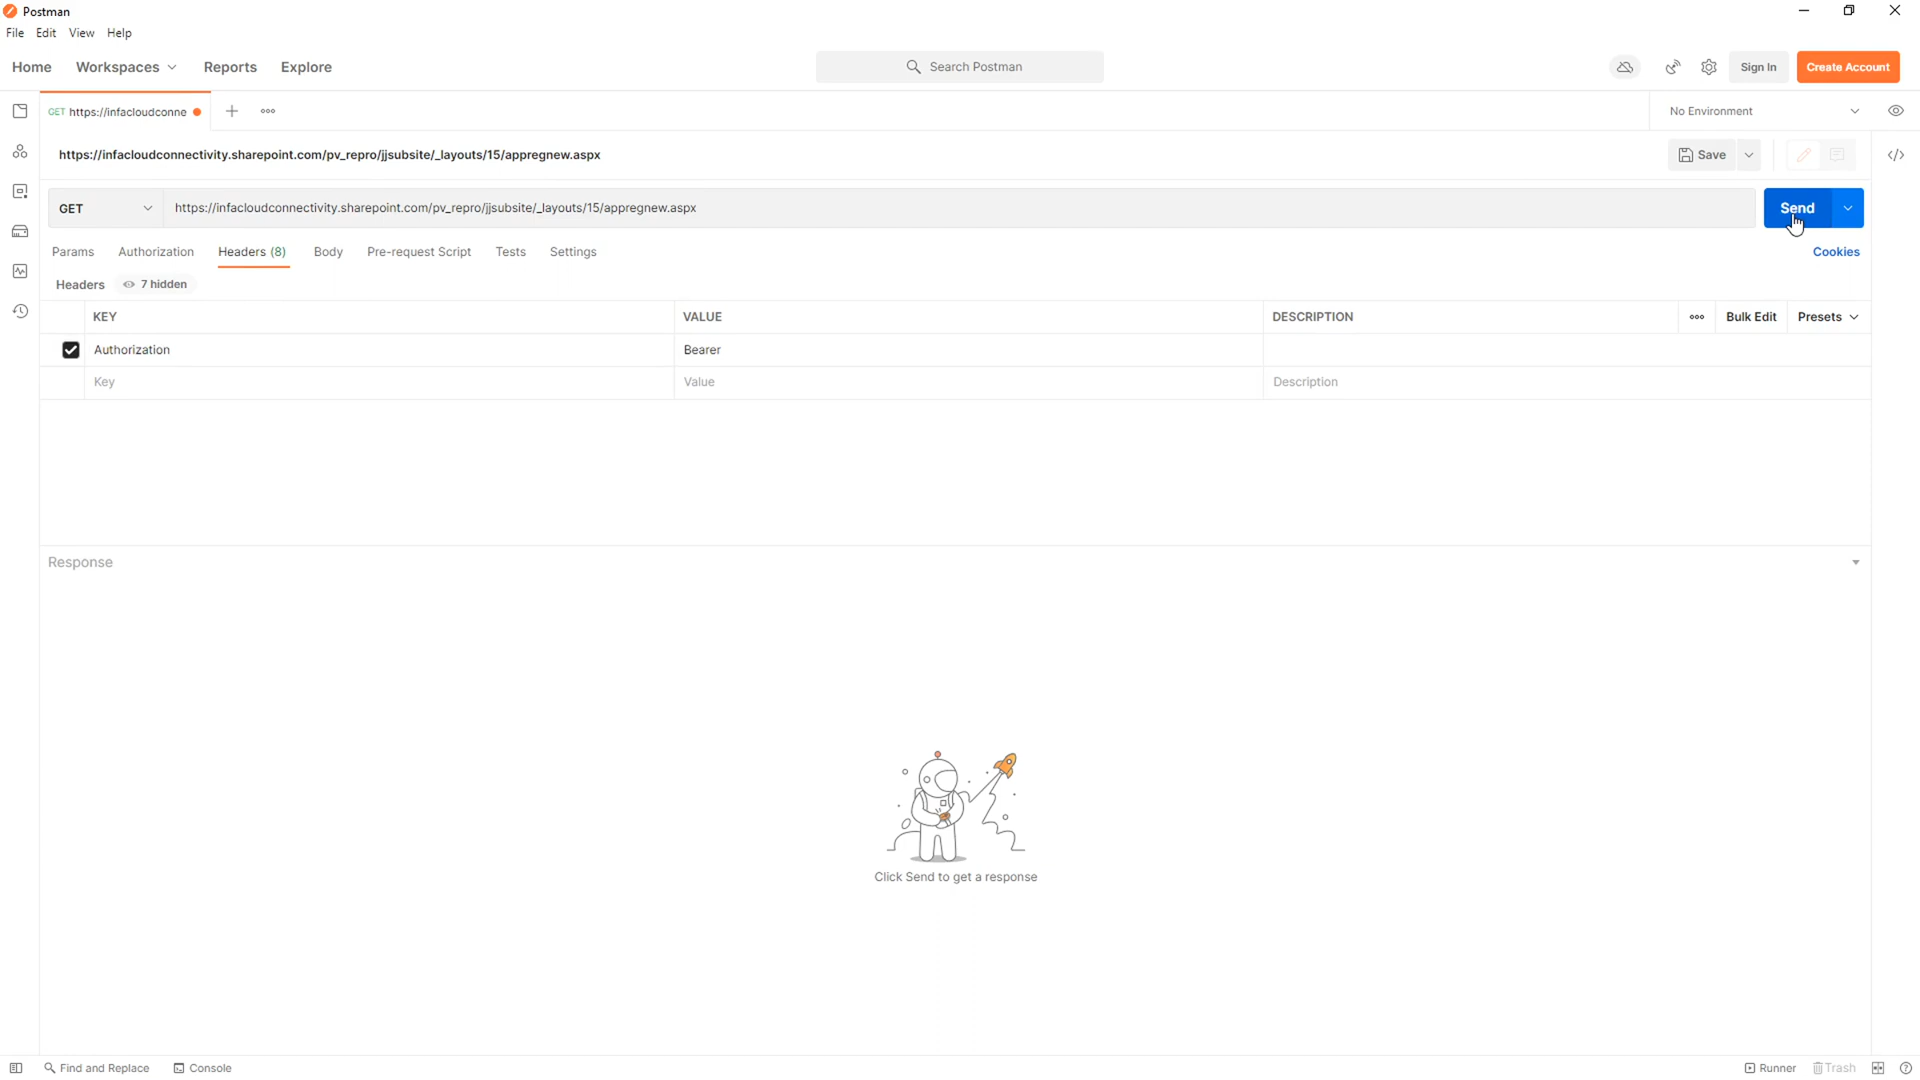 Postman
File Edit View Help
Home Workspaces Reports Explore Search Postman Sign In Create Account
GET https://infacloudconne No Environment
https://infacloudconnectivity.sharepoint.com/pv_repro/jjsubsite/_layouts/15/appregnew.aspx Save
GET https://infacloudconnectivity.sharepoint.com/pv_repro/jjsubsite/_layouts/15/appregnew.aspx Send
Params Authorization Headers (8) Body Pre-request Script Tests Settings Cookies
Headers 7 hidden
KEY VALUE DESCRIPTION Bulk Edit Presets
Authorization Bearer
Key Value Description
Response
Click Send to get a response
Find and Replace Console Runner Trash